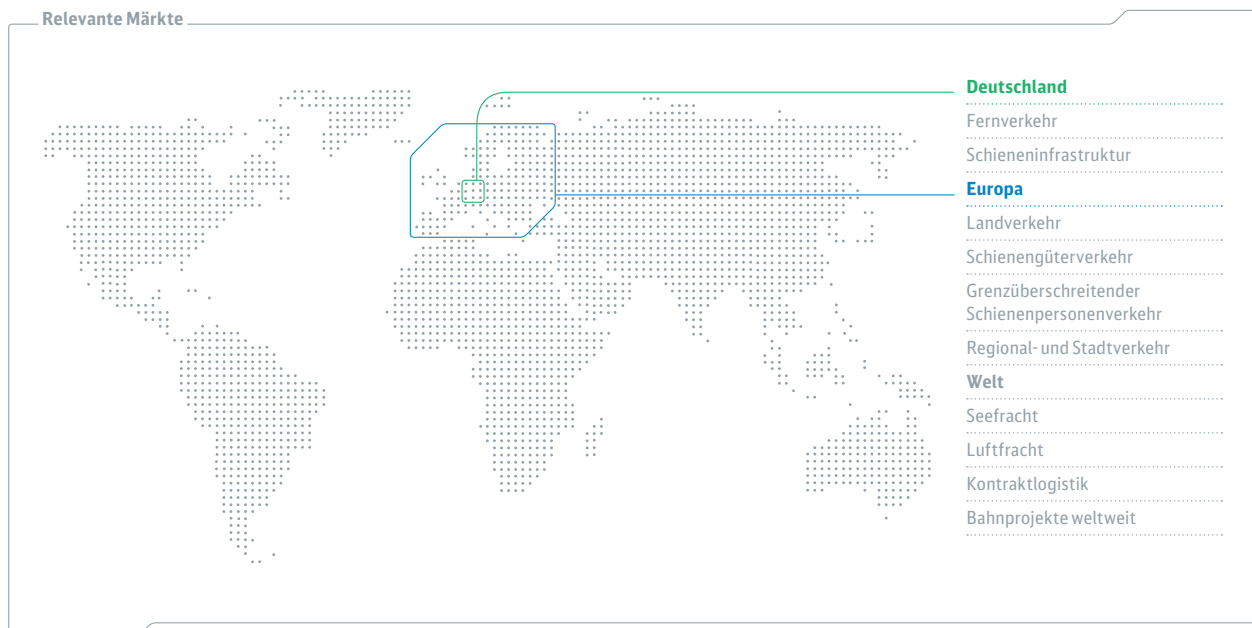 Relevante Märkte
Deutschland
Fernverkehr
Schieneninfrastruktur
Europa
Landverkehr
Schienengüterverkehr
Grenzüberschreitender
Schienenpersonenverkehr
Regional- und Stadtverkehr
Welt
Seefracht
Luftfracht
Kontraktlogistik
Bahnprojekte weltweit